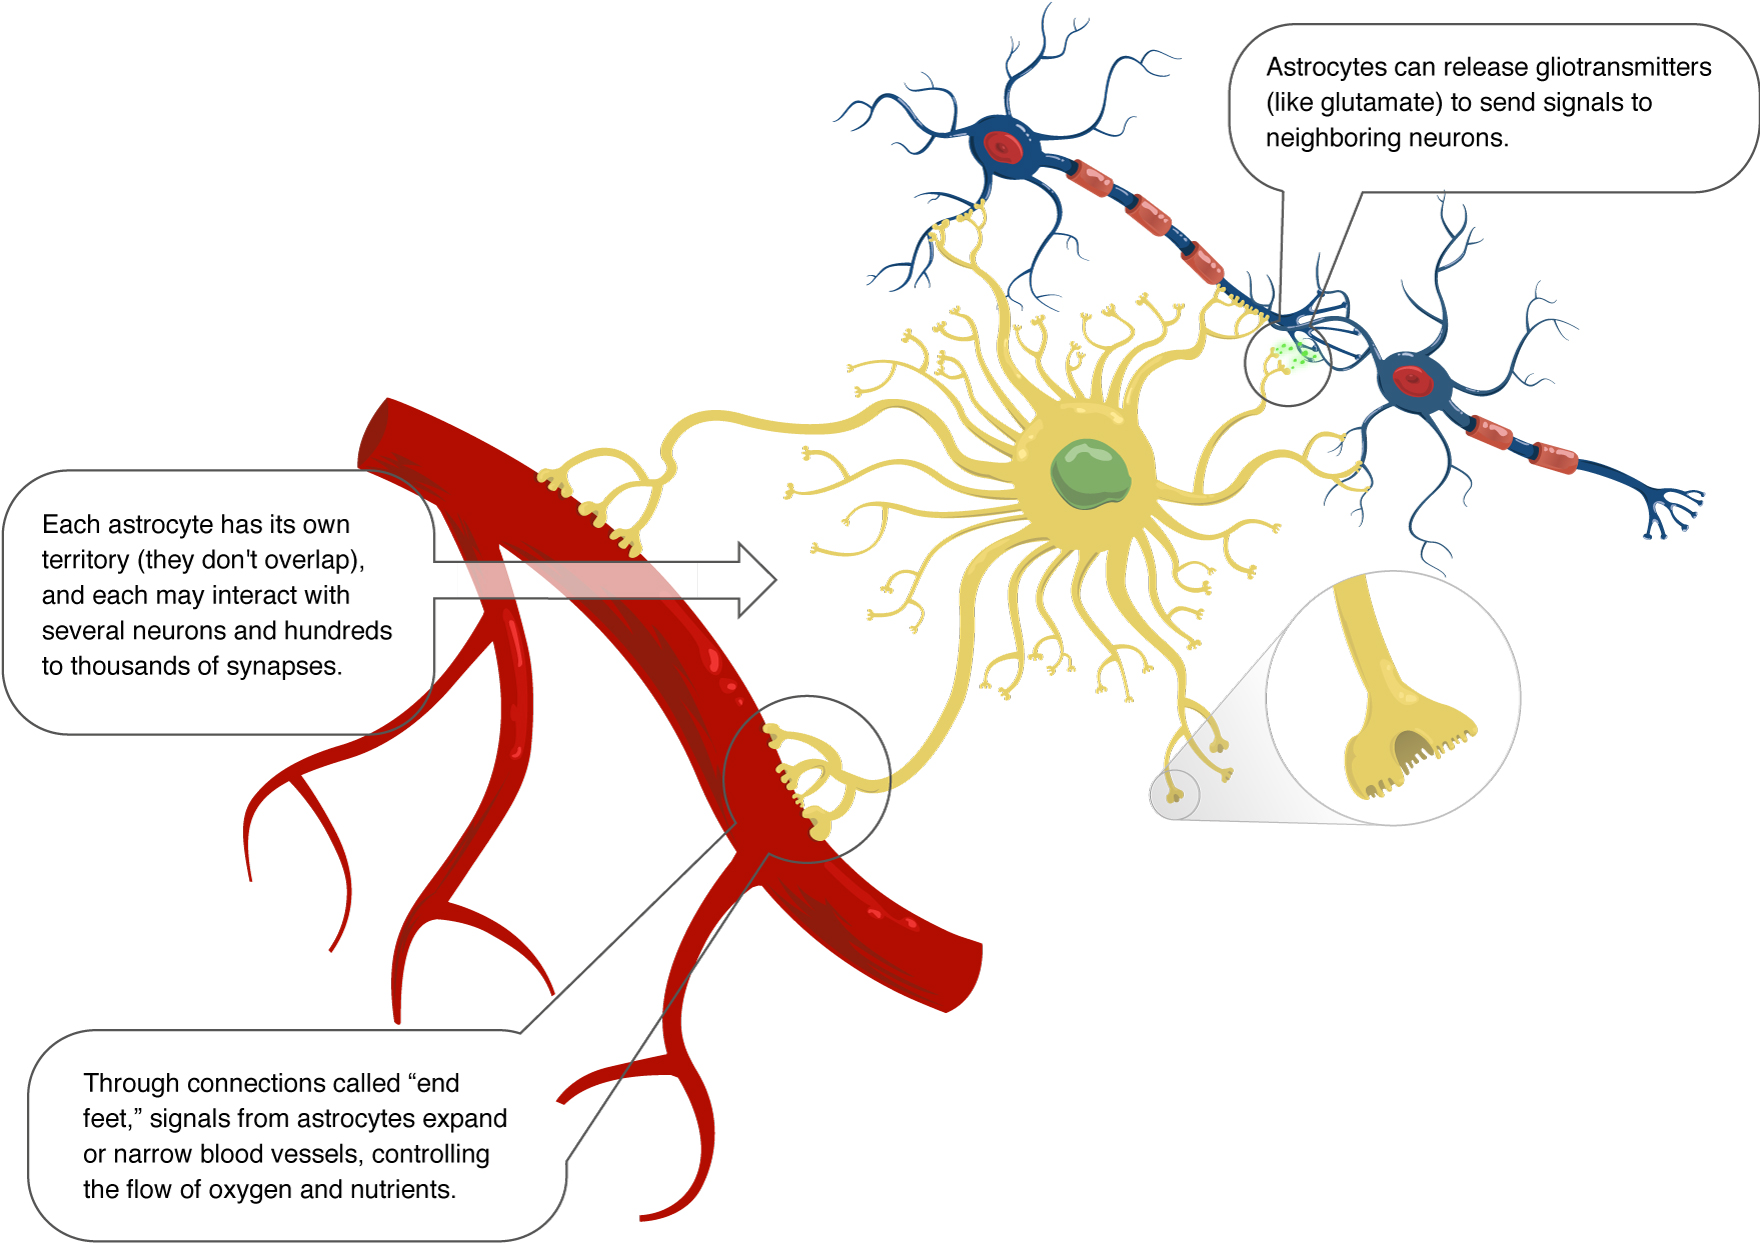 Astrocytes can release gliotransmitters
(like glutamate) to send signals to
neighboring neurons.
Each astrocyte has its own
territory (they don't overlap),
and each may interact with
several neurons and hundreds
to thousands of synapses.
Through connections called “end
feet,” signals from astrocytes expand
or narrow blood vessels, controlling
the flow of oxygen and nutrients.